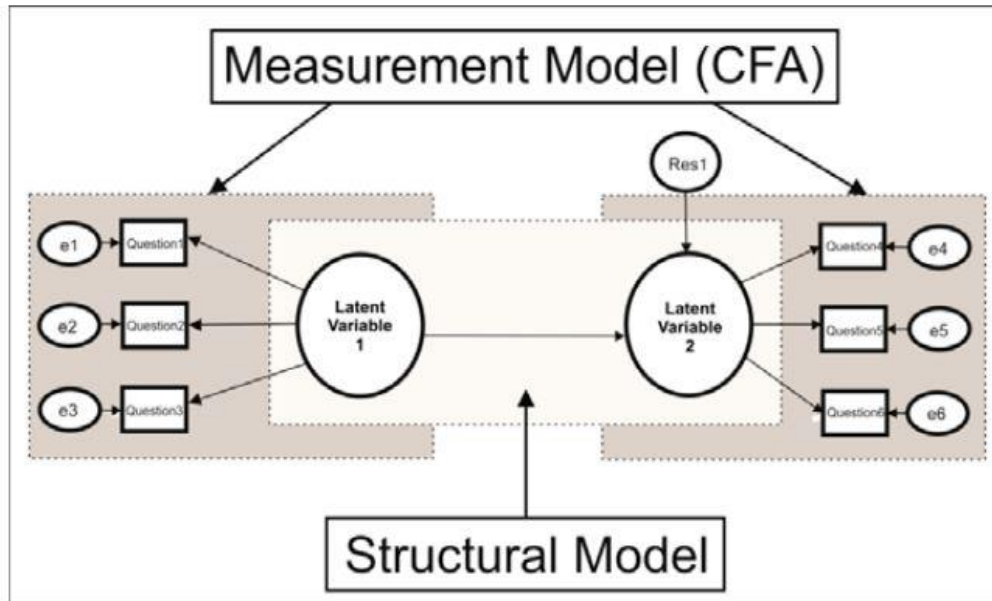 Measurement Model (CFA)
Res1
e1
Question1
Question4
e4
Latent
Variable
1
Latent
Variable
2
e2
Question2
Question5
e5
e3
Question3
Question6
e6
Structural Model